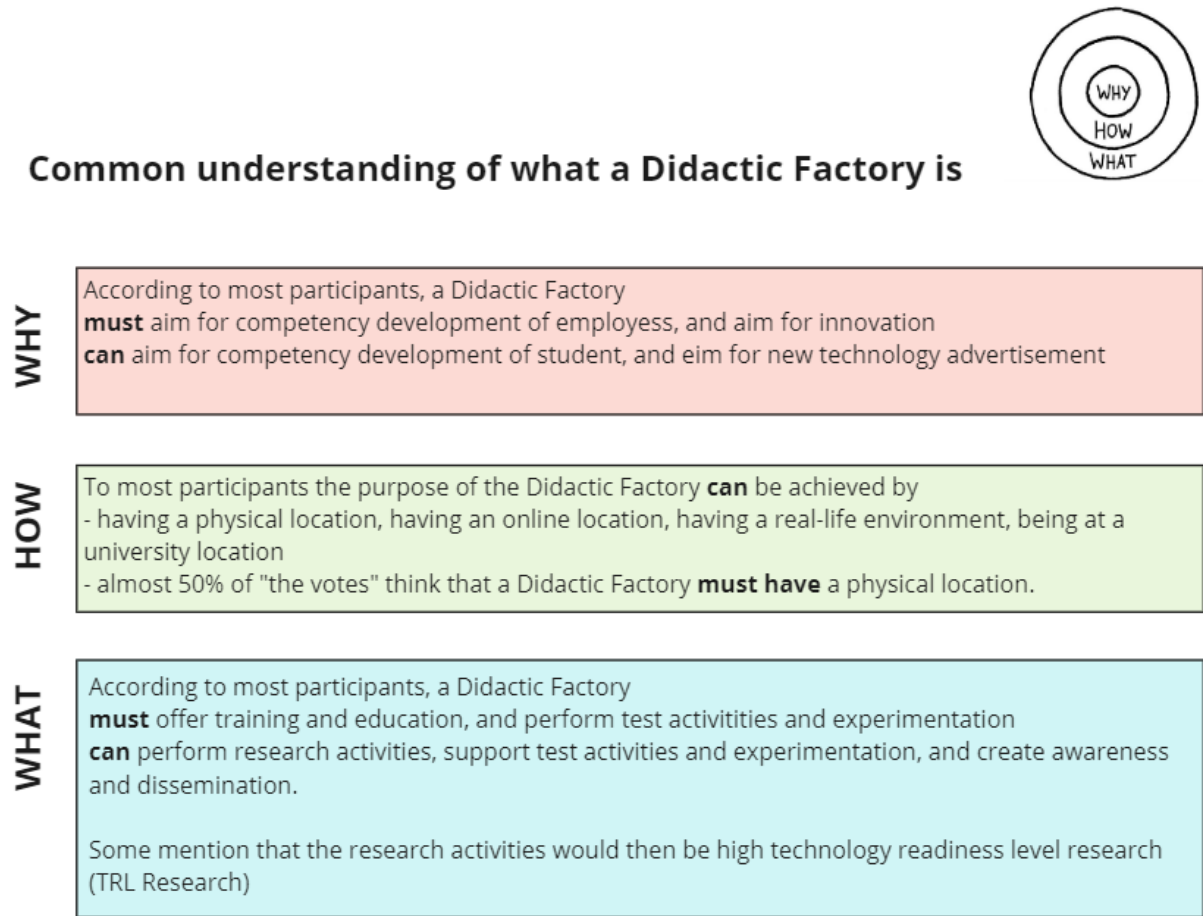 WHY
HOW
WHAT
Common understanding of what a Didactic Factory is
WHY
According to most participants, a Didactic Factory
must aim for competency development of employess, and aim for innovation
can aim for competency development of student, and eim for new technology advertisement
HOW
To most participants the purpose of the Didactic Factory can be achieved by
- having a physical location, having an online location, having a real-life environment, being at a
university location
- almost 50% of "the votes" think that a Didactic Factory must have a physical location.
WHAT
According to most participants, a Didactic Factory
must offer training and education, and perform test activitities and experimentation
can perform research activities, support test activities and experimentation, and create awareness
and dissemination.
Some mention that the research activities would then be high technology readiness level research
(TRL Research)